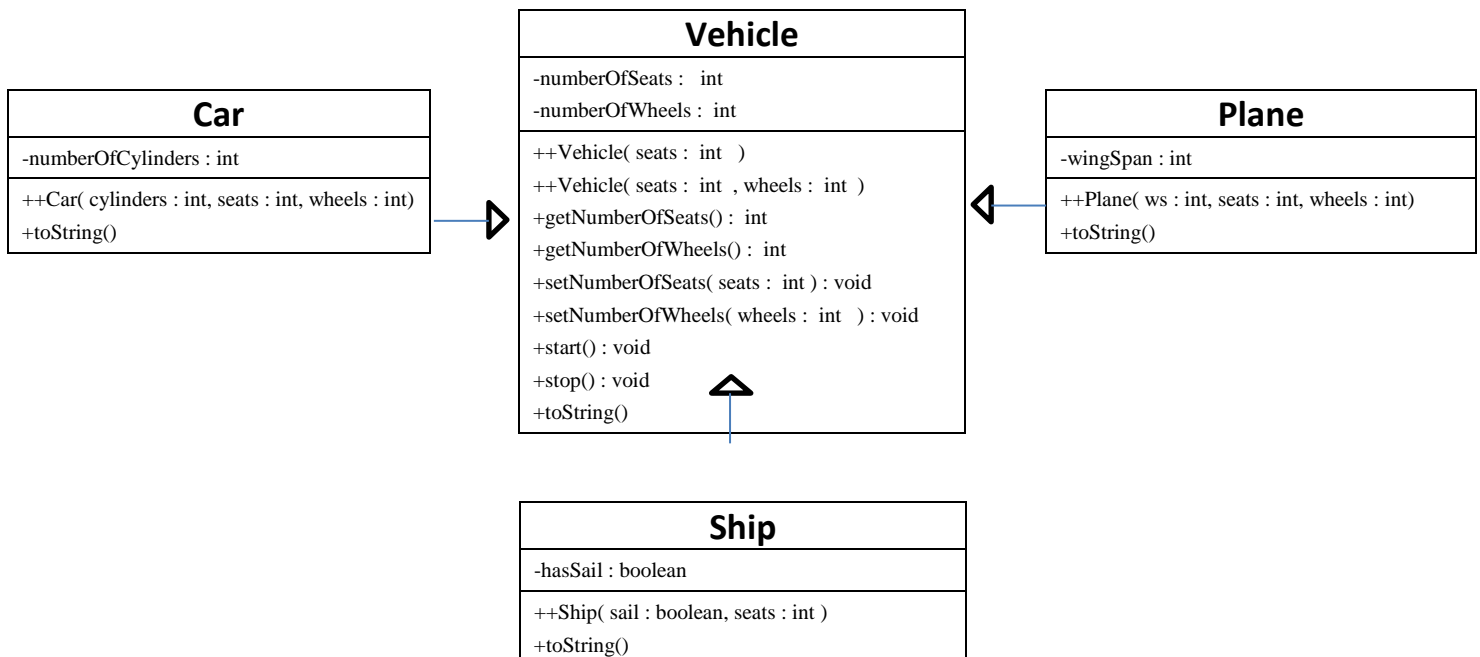 Vehicle
-numberOfSeats : int
-numberOfWheels : int
++Vehicle( seats : int )
++Vehicle( seats : int , wheels : int )
+getNumberOfSeats() : int
+getNumberOfWheels() : int
+setNumberOfSeats( seats : int ) : void
+setNumberOfWheels( wheels : int ) : void
+start() : void
+stop() : void
+toString()
Car
-numberOfCylinders : int
++Car( cylinders : int, seats : int, wheels : int)
+toString()
Plane
-wingSpan : int
++Plane( ws : int, seats : int, wheels : int)
+toString()
Ship
-hasSail : boolean
++Ship( sail : boolean, seats : int )
+toString()